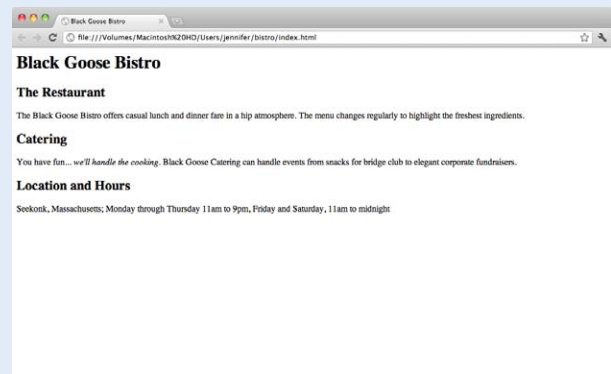 Black Goose Bistro
file:///Volumes/Macintosh%20HD/Users/jennifer/bistro/index.html
Black Goose Bistro
The Restaurant
The Black Goose Bistro offers casual lunch and dinner fare in a hip atmosphere. The menu changes regularly to highlight the freshest ingredients.
Catering
You have fun... we'll handle the cooking. Black Goose Catering can handle events from snacks for bridge club to elegant corporate fundraisers.
Location and Hours
Seekonk, Massachusetts; Monday through Thursday 11am to 9pm, Friday and Saturday, 11am to midnight